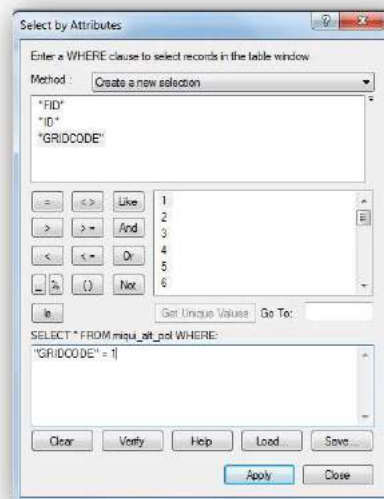 Select by Attributes
Enter a WHERE clause to select records in the table window.
Method : Create a new selection
"FID"
"ID"
"GRIDCODE"
= <> Like
> > = And
< < = Or
_ % () Not
Is
1
2
3
4
5
6
Get Unique Values Go To:
SELECT * FROM miqui_alt_pol WHERE:
"GRIDCODE" = 1
Clear Verify Help Load... Save...
Apply Close